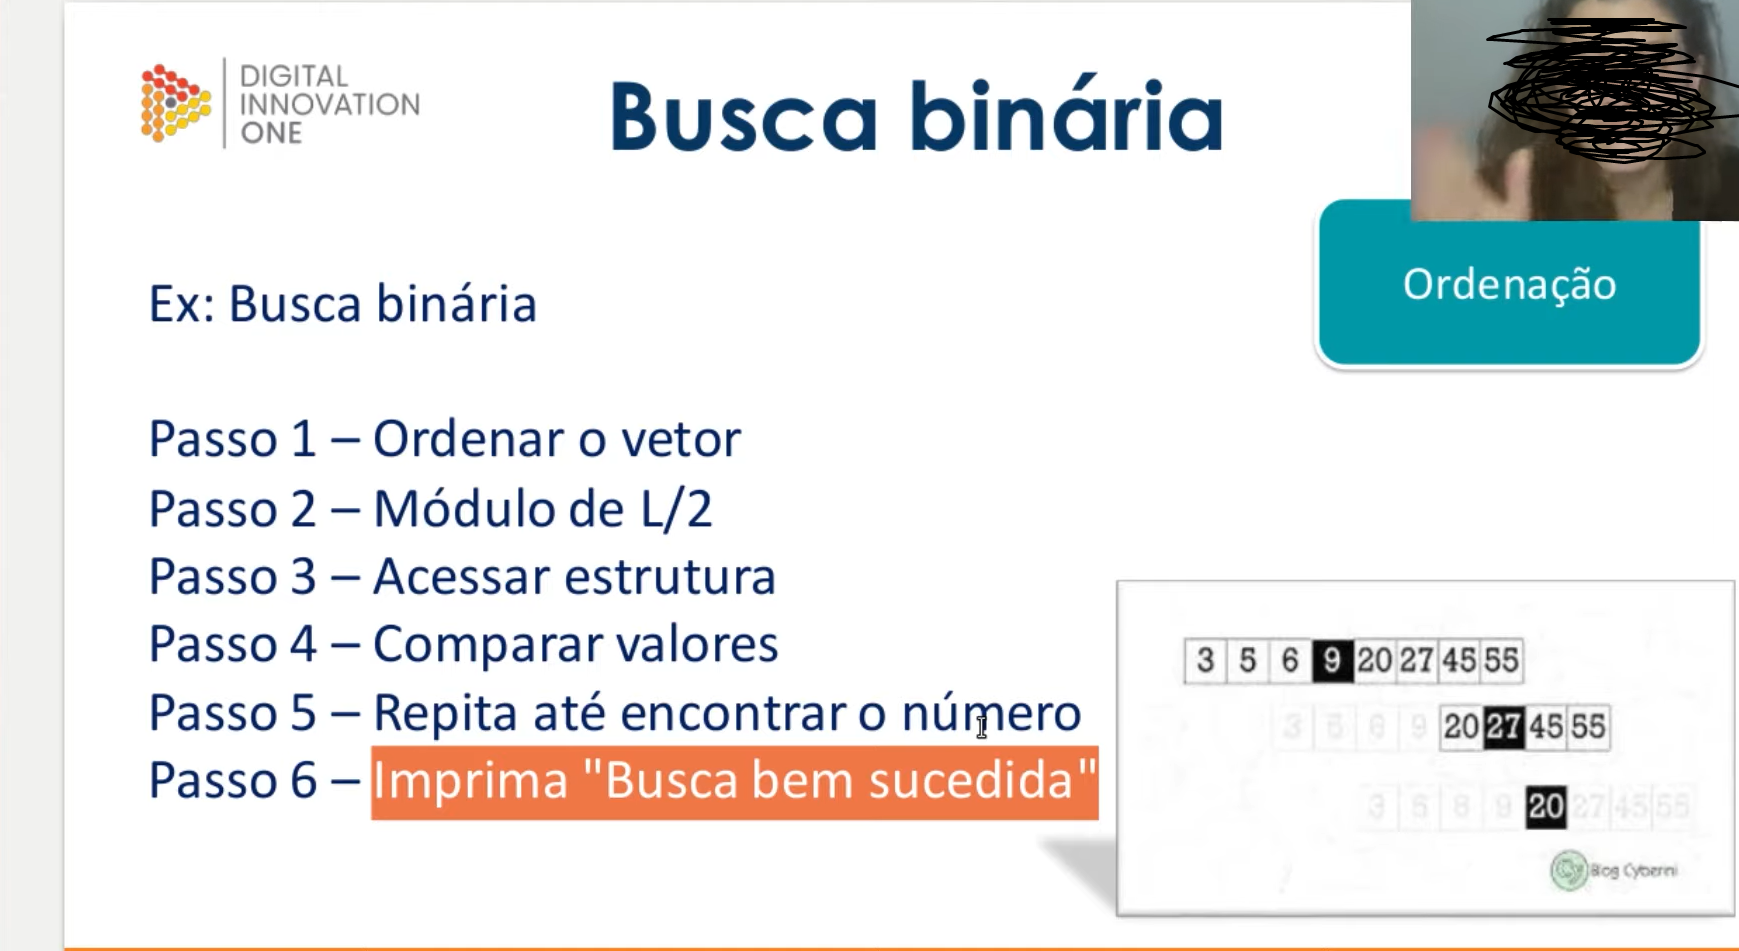 DIGITAL
INNOVATION
ONE
Busca binária
Ordenação
Ex: Busca binária
Passo 1 – Ordenar o vetor
Passo 2 – Módulo de L/2
Passo 3 – Acessar estrutura
Passo 4 – Comparar valores
Passo 5 – Repita até encontrar o número
Passo 6 – Imprima "Busca bem sucedida"
3 5 6 9 20 27 45 55
3 5 6 9 20 27 45 55
3 5 6 9 20 27 45 55
Blog Cyberini